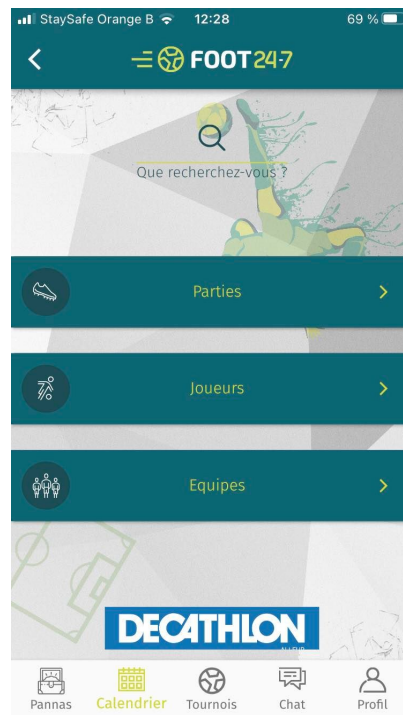 StaySafe Orange B 12:28 69 %
FOOT24·7
Que recherchez-vous ?
Parties
Joueurs
Equipes
DECATHLON
Pannas Calendrier Tournois Chat Profil